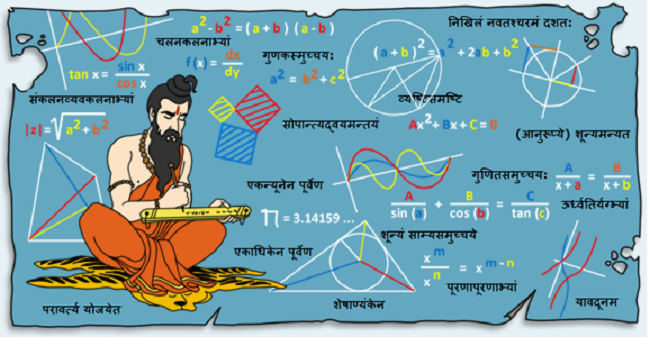 a² - b² = (a + b) (a - b)
चलनकलनाभ्यां
tan x = sin x / cos x
f(x) = dx / dy
गुणकस्मुच्चय:
a² = b² + c²
(a + b)² = a² + 2ab + b²
निखिलं नवतश्चरमं दशत:
संकलनव्यवकलनाभ्यां
|z| = √a² + b²
सोपान्त्यद्वयमन्तयं
व्यष्टिसमष्टि
Ax² + Bx + C = 0
(आनुरूप्ये) शून्यमन्यत
एकन्यूनेन पूर्वेण
गुणितसमुच्चय:
A / x + a = B / x + b
A / sin (a) + B / cos (b) = C / tan (c)
ऊर्ध्वतिर्यग्भ्यां
= 3.14159 ...
एकाधिकेन पूर्वेण
शून्यं साम्यसमुच्चये
xᵐ / xⁿ = xᵐ⁻ⁿ
पूरणापूरणाभ्यां
परावर्त्य योजयेत
शेषाण्यंकेन
यावदूनम